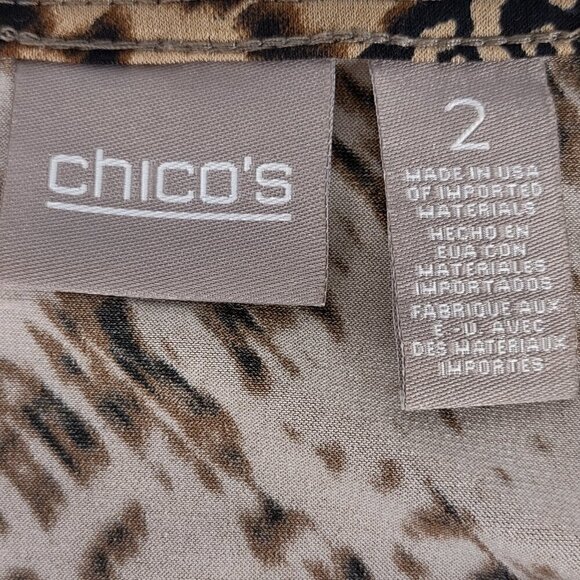 chico's
2
MADE IN USA
OF IMPORTED
MATERIALS
HECHO EN
EUA CON
MATERIALES
IMPORTADOS
FABRIQUE AUX
E.-U. AVEC
DES MATERIAUX
IMPORTES